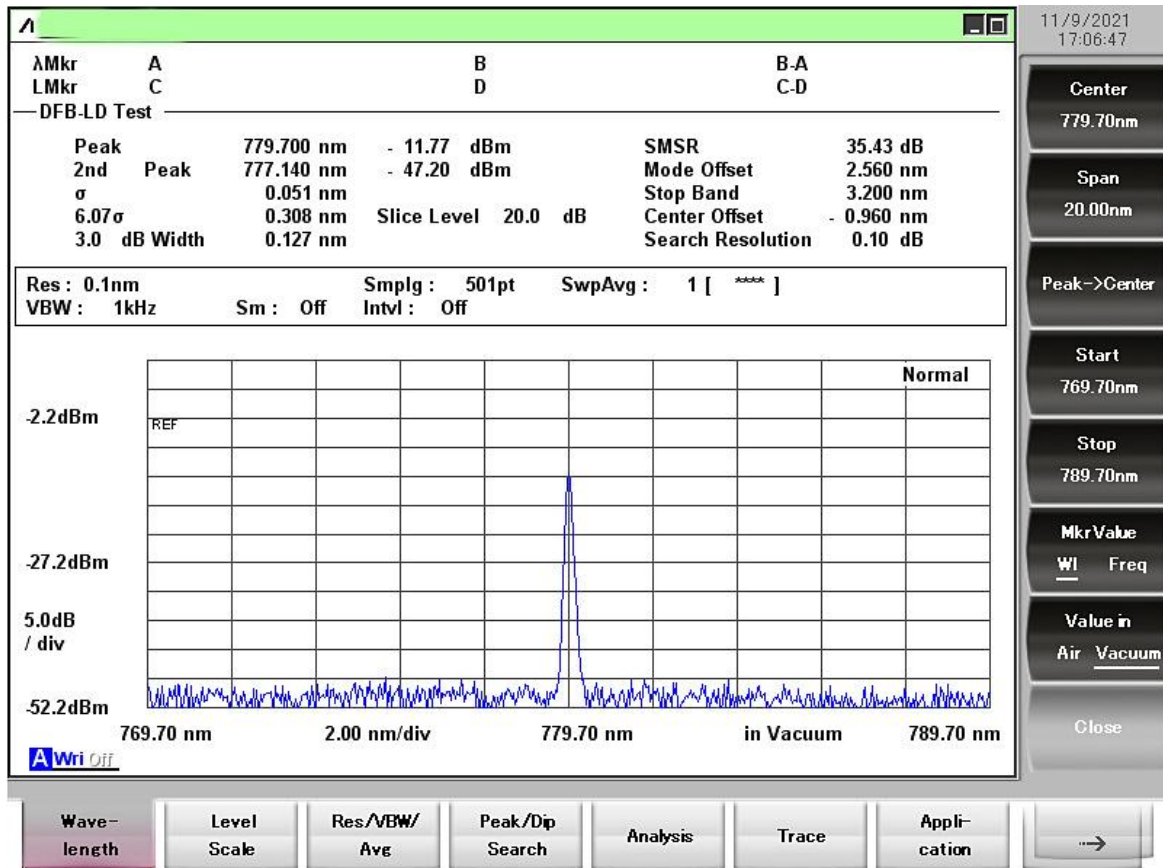 11/9/2021
17:06:47
λMkr A B B-A
LMkr C D C-D
DFB-LD Test
Peak 779.700 nm - 11.77 dBm SMSR 35.43 dB
2nd Peak 777.140 nm - 47.20 dBm Mode Offset 2.560 nm
σ 0.051 nm Stop Band 3.200 nm
6.07σ 0.308 nm Slice Level 20.0 dB Center Offset - 0.960 nm
3.0 dB Width 0.127 nm Search Resolution 0.10 dB
Res : 0.1nm Smplg : 501pt SwpAvg : 1 [ **** ]
VBW : 1kHz Sm : Off Intvl : Off
Normal
-2.2dBm
REF
-27.2dBm
5.0dB
/ div
-52.2dBm
769.70 nm 2.00 nm/div 779.70 nm in Vacuum 789.70 nm
A Wri Off
Center
779.70nm
Span
20.00nm
Peak->Center
Start
769.70nm
Stop
789.70nm
MkrValue
Wl Freq
Value in
Air Vacuum
Close
Wave-
length
Level
Scale
Res/VBW/
Avg
Peak/Dip
Search
Analysis
Trace
Appli-
cation